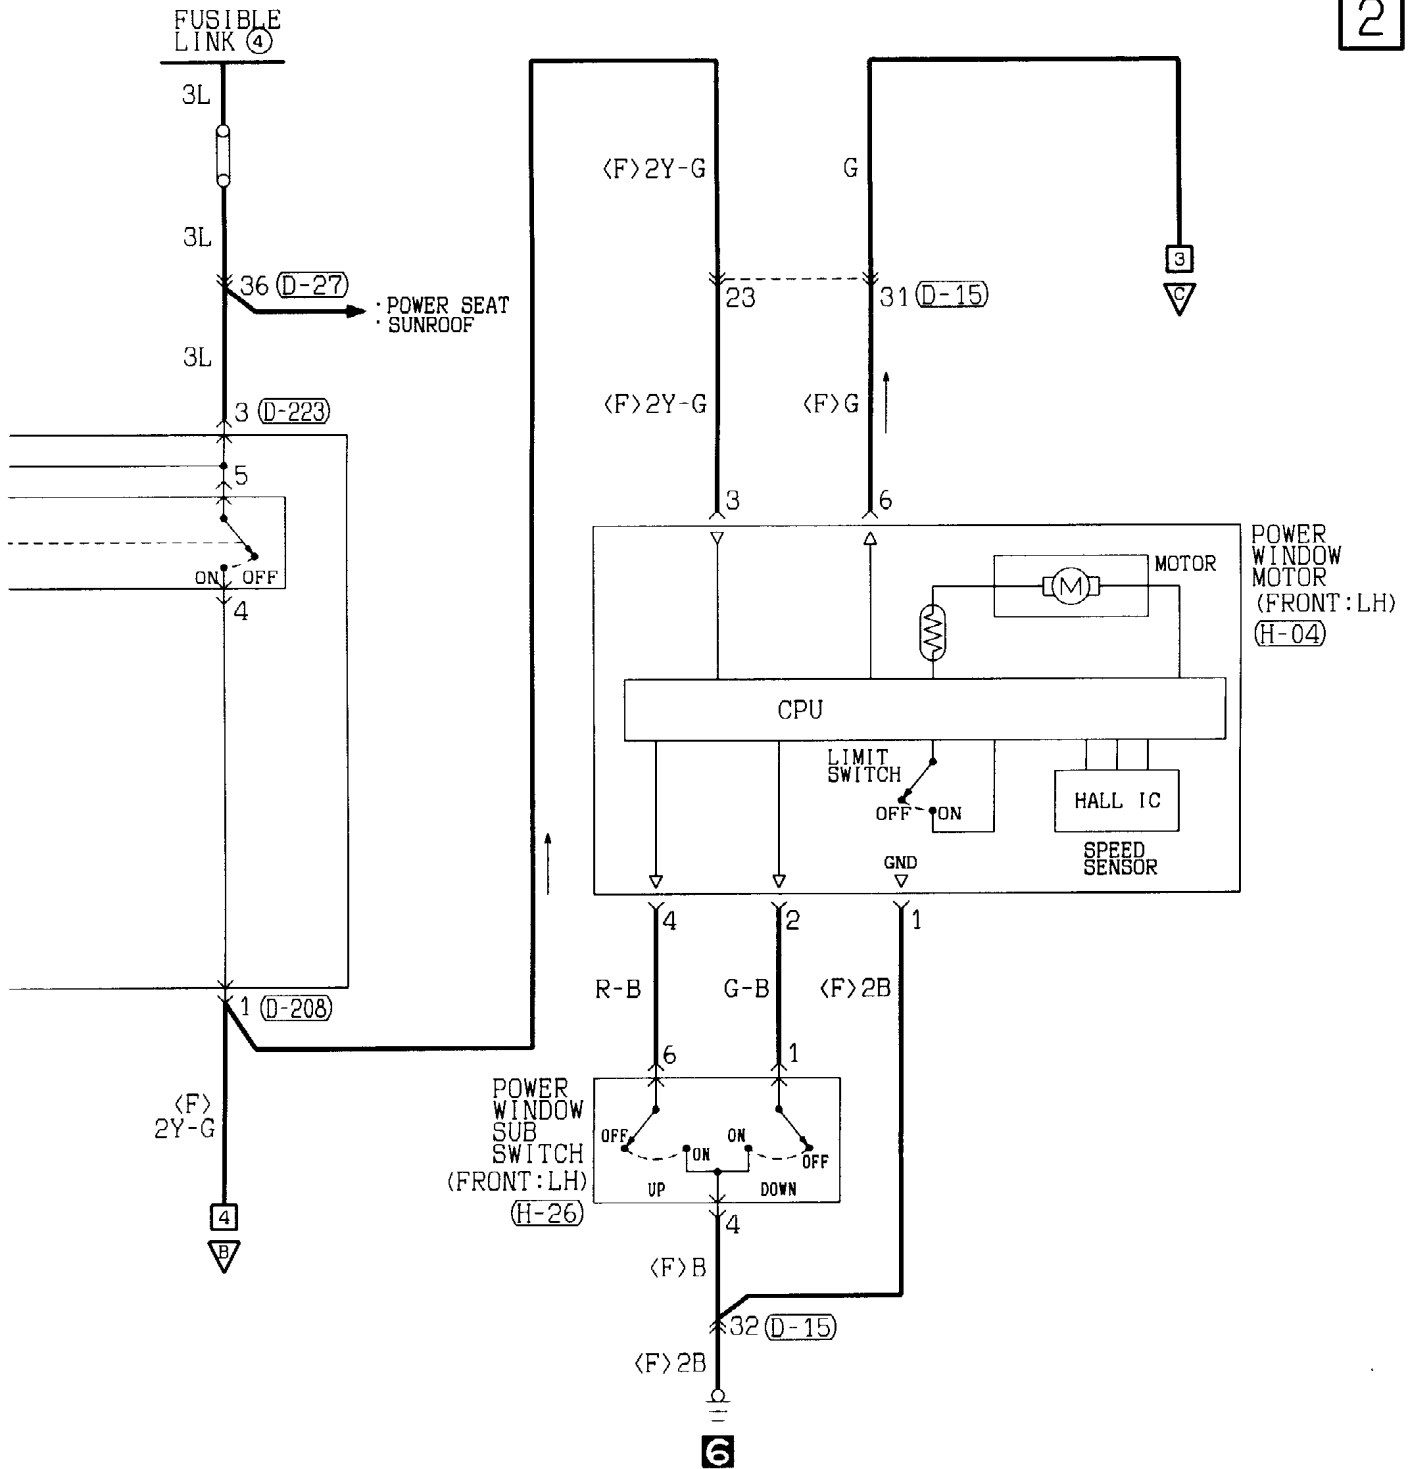 2
FUSIBLE
LINK ④
3L
3L
36 (D-27)
· POWER SEAT
· SUNROOF
3L
3 (D-223)
5
ON OFF
4
1 (D-208)
<F>
2Y-G
4
B
<F>2Y-G
G
23
31 (D-15)
3
C
<F>2Y-G
<F>G
3
6
POWER
WINDOW
MOTOR
(FRONT:LH)
(H-04)
MOTOR
M
CPU
LIMIT
SWITCH
OFF ON
HALL IC
SPEED
SENSOR
GND
4
2
1
R-B
G-B
<F>2B
6
1
POWER
WINDOW
SUB
SWITCH
(FRONT:LH)
(H-26)
OFF
ON
ON
OFF
UP
DOWN
4
<F>B
32 (D-15)
<F>2B
6